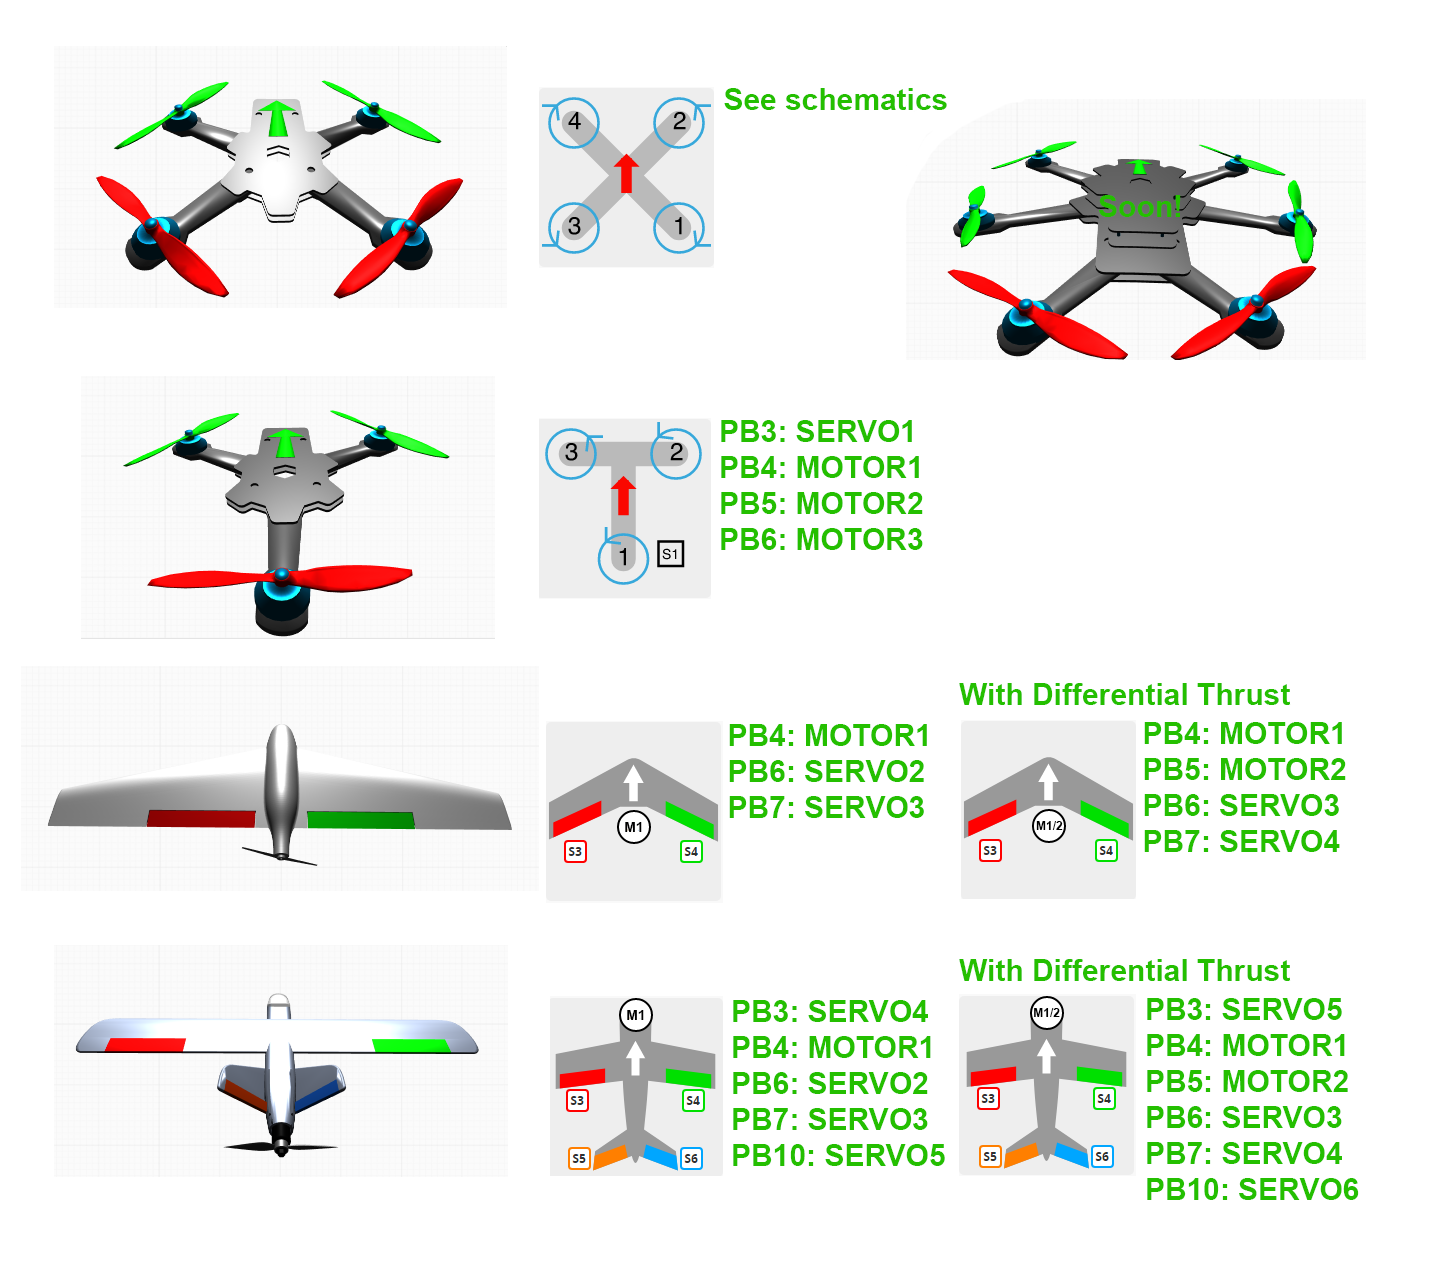 See schematics
4
2
3
1
Soon!
3
2
1
S1
PB3: SERVO1
PB4: MOTOR1
PB5: MOTOR2
PB6: MOTOR3
M1
S3
S4
PB4: MOTOR1
PB6: SERVO2
PB7: SERVO3
With Differential Thrust
M1/2
S3
S4
PB4: MOTOR1
PB5: MOTOR2
PB6: SERVO3
PB7: SERVO4
M1
S3
S4
S5
S6
PB3: SERVO4
PB4: MOTOR1
PB6: SERVO2
PB7: SERVO3
PB10: SERVO5
With Differential Thrust
M1/2
S3
S4
S5
S6
PB3: SERVO5
PB4: MOTOR1
PB5: MOTOR2
PB6: SERVO3
PB7: SERVO4
PB10: SERVO6